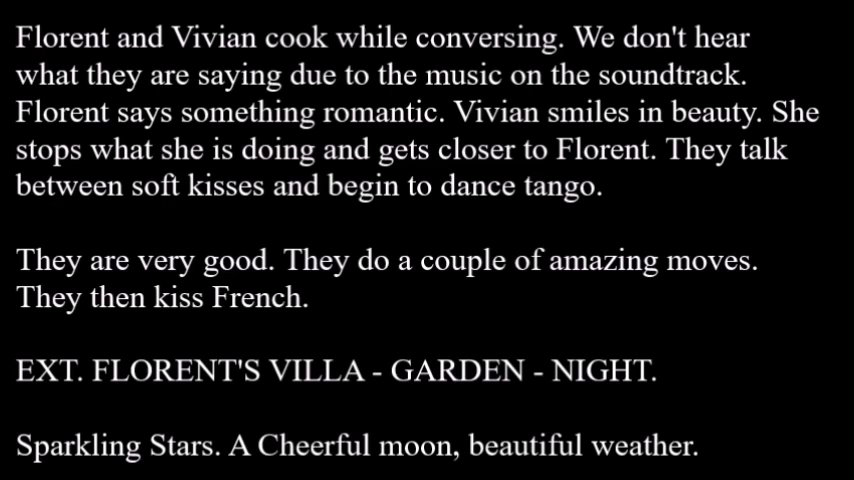 Florent and Vivian cook while conversing. We don't hear
what they are saying due to the music on the soundtrack.
Florent says something romantic. Vivian smiles in beauty. She
stops what she is doing and gets closer to Florent. They talk
between soft kisses and begin to dance tango.
They are very good. They do a couple of amazing moves.
They then kiss French.
EXT. FLORENT'S VILLA - GARDEN - NIGHT.
Sparkling Stars. A Cheerful moon, beautiful weather.